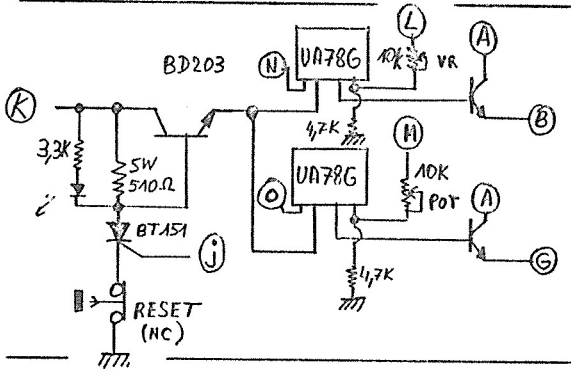 L
A
BD203
N
UA78G
10K
VR
K
4,7K
B
M
3,3K
5W
510Ω
UA78G
10K
POT
A
O
BT151
j
4,7K
G
RESET
(NC)